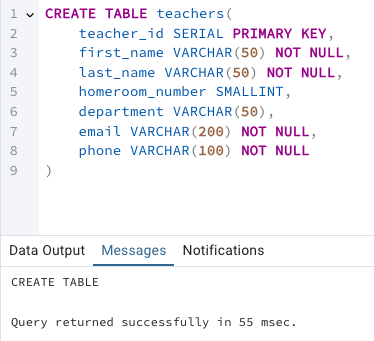 1 CREATE TABLE teachers(
2 teacher_id SERIAL PRIMARY KEY,
3 first_name VARCHAR(50) NOT NULL,
4 last_name VARCHAR(50) NOT NULL,
5 homeroom_number SMALLINT,
6 department VARCHAR(50),
7 email VARCHAR(200) NOT NULL,
8 phone VARCHAR(100) NOT NULL
9 )
Data Output Messages Notifications
CREATE TABLE
Query returned successfully in 55 msec.